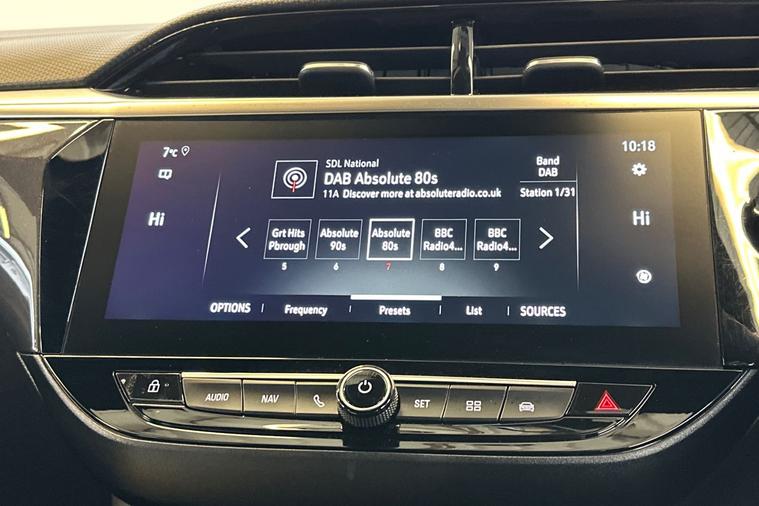 7°C
10:18
SDL National
DAB Absolute 80s
11A Discover more at absoluteradio.co.uk
Band
DAB
Station 1/31
Hi
Hi
Grt Hits
Pbrough
Absolute
90s
Absolute
80s
BBC
Radio4...
BBC
Radio4...
5
6
7
8
9
OPTIONS
Frequency
Presets
List
SOURCES
AUDIO
NAV
SET